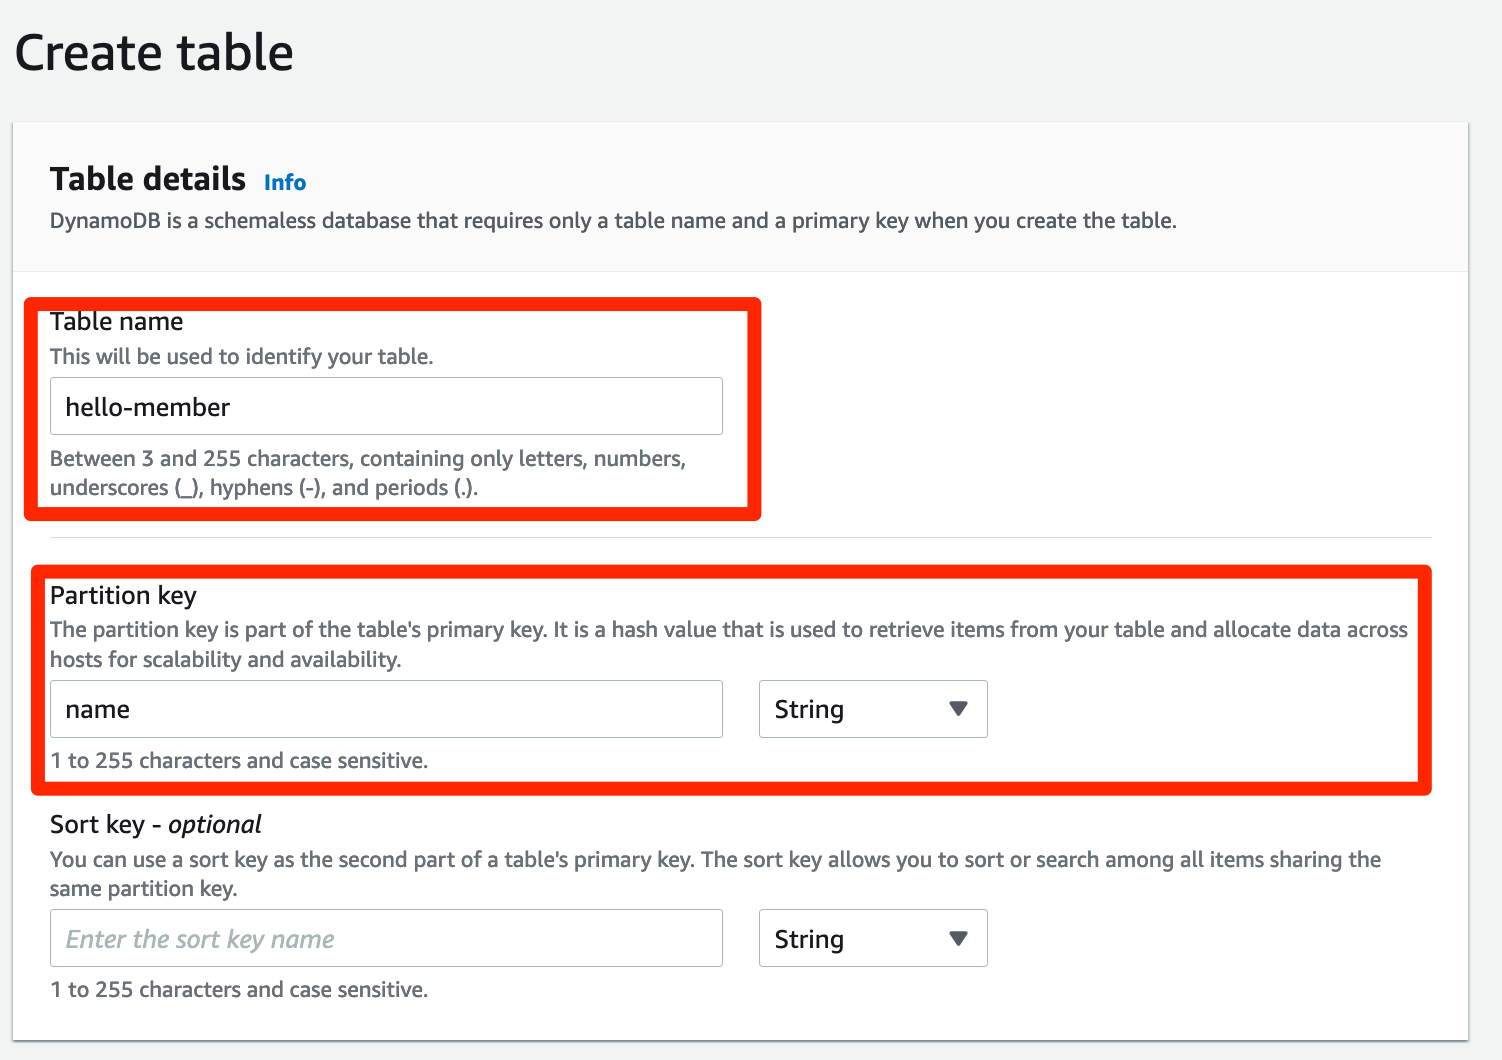 Create table
Table details Info
DynamoDB is a schemaless database that requires only a table name and a primary key when you create the table.
Table name
This will be used to identify your table.
hello-member
Between 3 and 255 characters, containing only letters, numbers,
underscores (_), hyphens (-), and periods (.).
Partition key
The partition key is part of the table's primary key. It is a hash value that is used to retrieve items from your table and allocate data across
hosts for scalability and availability.
name String
1 to 255 characters and case sensitive.
Sort key - optional
You can use a sort key as the second part of a table's primary key. The sort key allows you to sort or search among all items sharing the
same partition key.
Enter the sort key name String
1 to 255 characters and case sensitive.